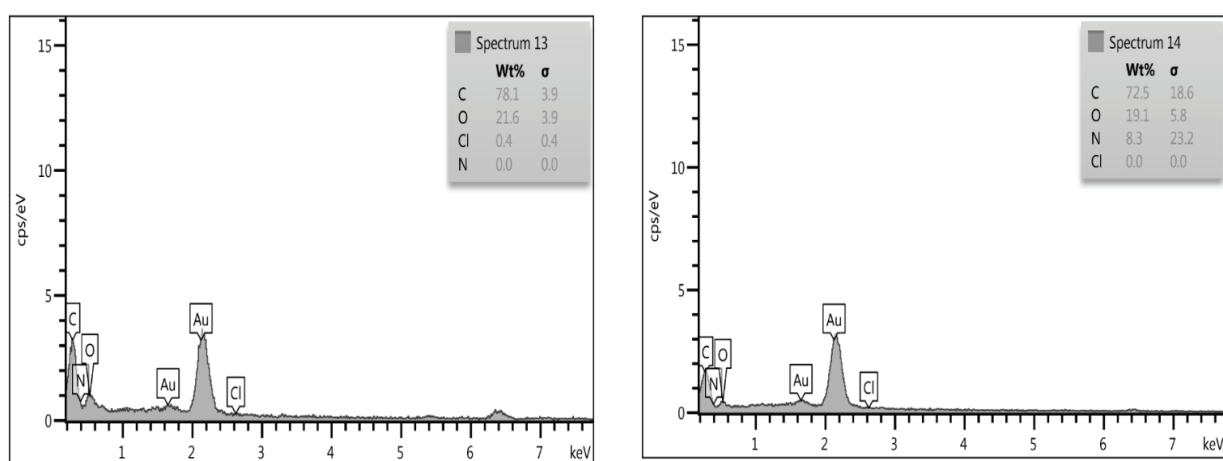 Spectrum 13
Wt% σ
C 78.1 3.9
O 21.6 3.9
Cl 0.4 0.4
N 0.0 0.0
15
10
5
0
cps/eV
C
O
N
Au
Au
Cl
1 2 3 4 5 6 7 keV
Spectrum 14
Wt% σ
C 72.5 18.6
O 19.1 5.8
N 8.3 23.2
Cl 0.0 0.0
15
10
5
0
cps/eV
C
O
N
Au
Au
Cl
1 2 3 4 5 6 7 keV